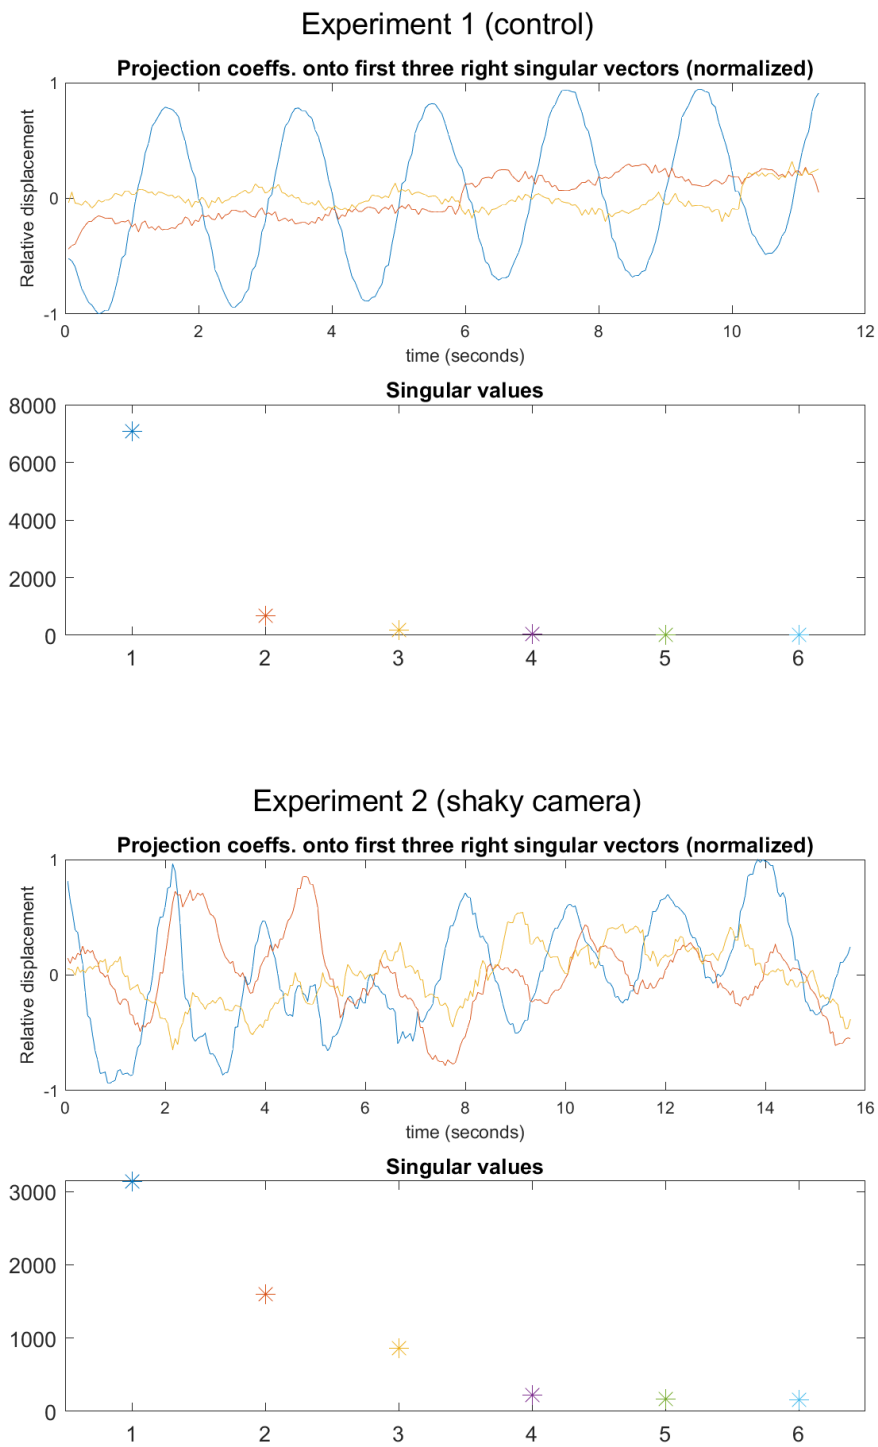 Experiment 1 (control)
Projection coeffs. onto first three right singular vectors (normalized)
1
0
-1
Relative displacement
0 2 4 6 8 10 12
time (seconds)
Singular values
8000
6000
4000
2000
0
1 2 3 4 5 6
Experiment 2 (shaky camera)
Projection coeffs. onto first three right singular vectors (normalized)
1
0
-1
Relative displacement
0 2 4 6 8 10 12 14 16
time (seconds)
Singular values
3000
2000
1000
0
1 2 3 4 5 6